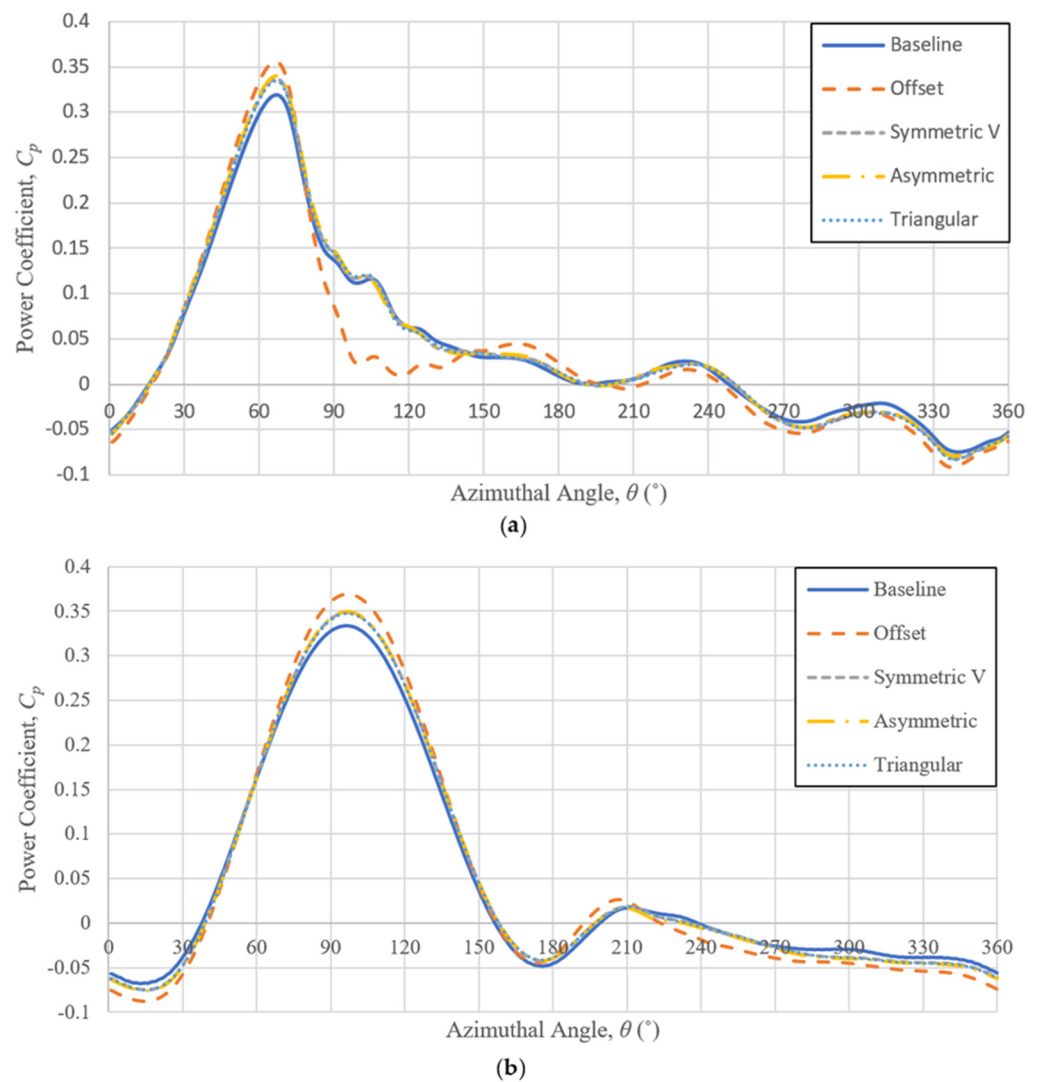 0.4
0.35
0.3
0.25
0.2
0.15
0.1
0.05
0
-0.05
-0.1
Power Coefficient, Cp
Baseline
Offset
Symmetric V
Asymmetric
Triangular
0 30 60 90 120 150 180 210 240 270 300 330 360
Azimuthal Angle, θ (°)
(a)
0.4
0.35
0.3
0.25
0.2
0.15
0.1
0.05
0
-0.05
-0.1
Power Coefficient, Cp
Baseline
Offset
Symmetric V
Asymmetric
Triangular
0 30 60 90 120 150 180 210 240 270 300 330 360
Azimuthal Angle, θ (°)
(b)